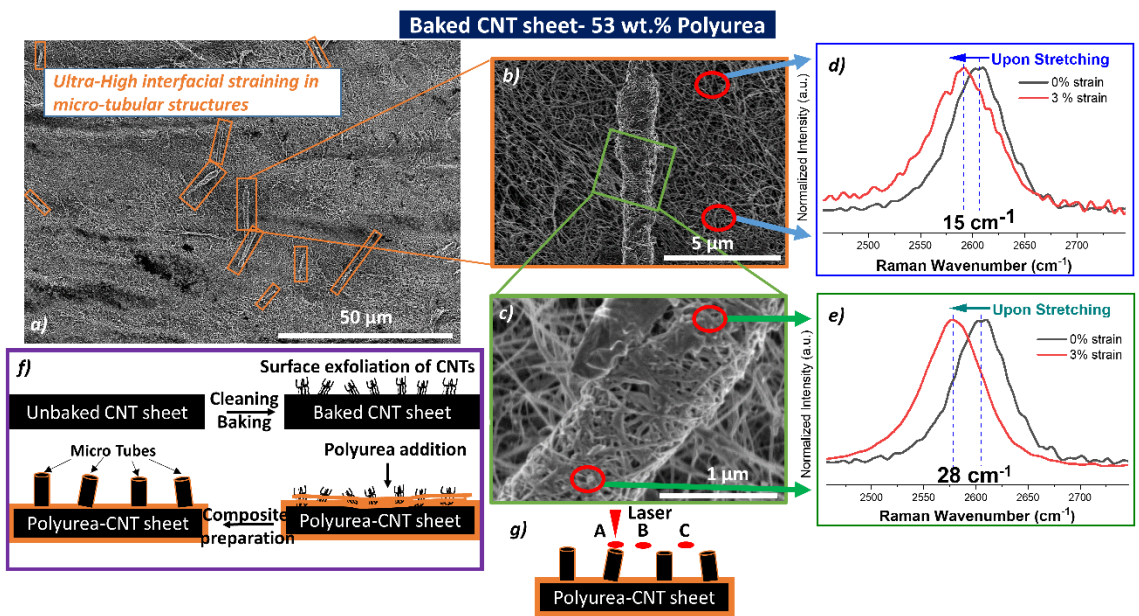 Baked CNT sheet- 53 wt.% Polyurea
Ultra-High interfacial straining in
micro-tubular structures
a)
50 μm
b)
5 μm
c)
1 μm
d)
Upon Stretching
0% strain
3 % strain
Normalized Intensity (a.u.)
15 cm-1
2500 2550 2600 2650 2700
Raman Wavenumber (cm-1)
e)
Upon Stretching
0% strain
3% strain
Normalized Intensity (a.u.)
28 cm-1
2500 2550 2600 2650 2700
Raman Wavenumber (cm-1)
f)
Surface exfoliation of CNTs
Unbaked CNT sheet
Cleaning
Baking
Baked CNT sheet
Micro Tubes
Polyurea addition
Polyurea-CNT sheet
Composite
preparation
Polyurea-CNT sheet
g)
Laser
A B C
Polyurea-CNT sheet